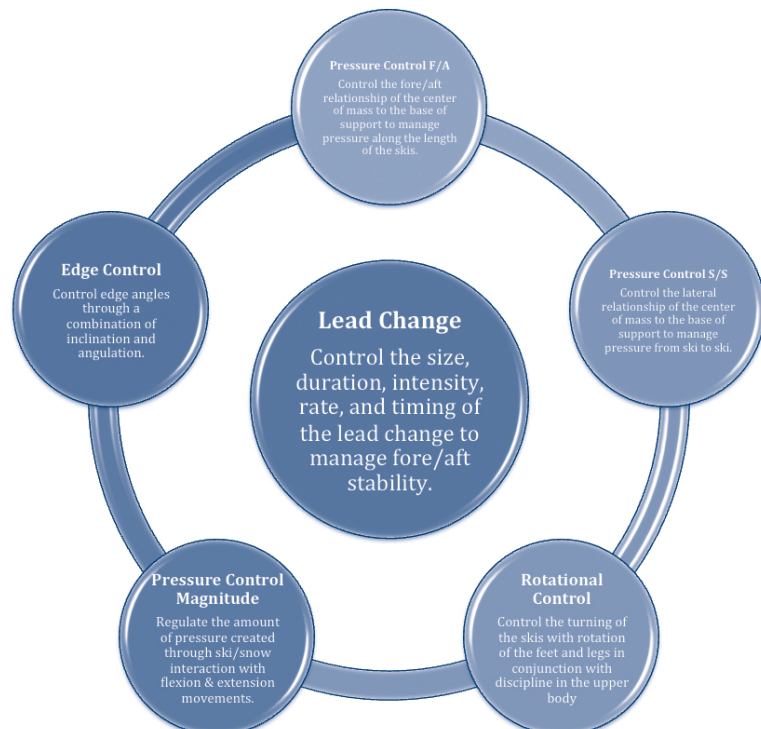 Pressure Control F/A
Control the fore/aft
relationship of the center
of mass to the base of
support to manage
pressure along the length
of the skis.
Edge Control
Control edge angles
through a
combination of
inclination and
angulation.
Lead Change
Control the size,
duration, intensity,
rate, and timing of
the lead change to
manage fore/aft
stability.
Pressure Control S/S
Control the lateral
relationship of the center
of mass to the base of
support to manage
pressure from ski to ski.
Pressure Control
Magnitude
Regulate the amount
of pressure created
through ski/snow
interaction with
flexion & extension
movements.
Rotational
Control
Control the turning of
the skis with rotation
of the feet and legs in
conjunction with
discipline in the upper
body